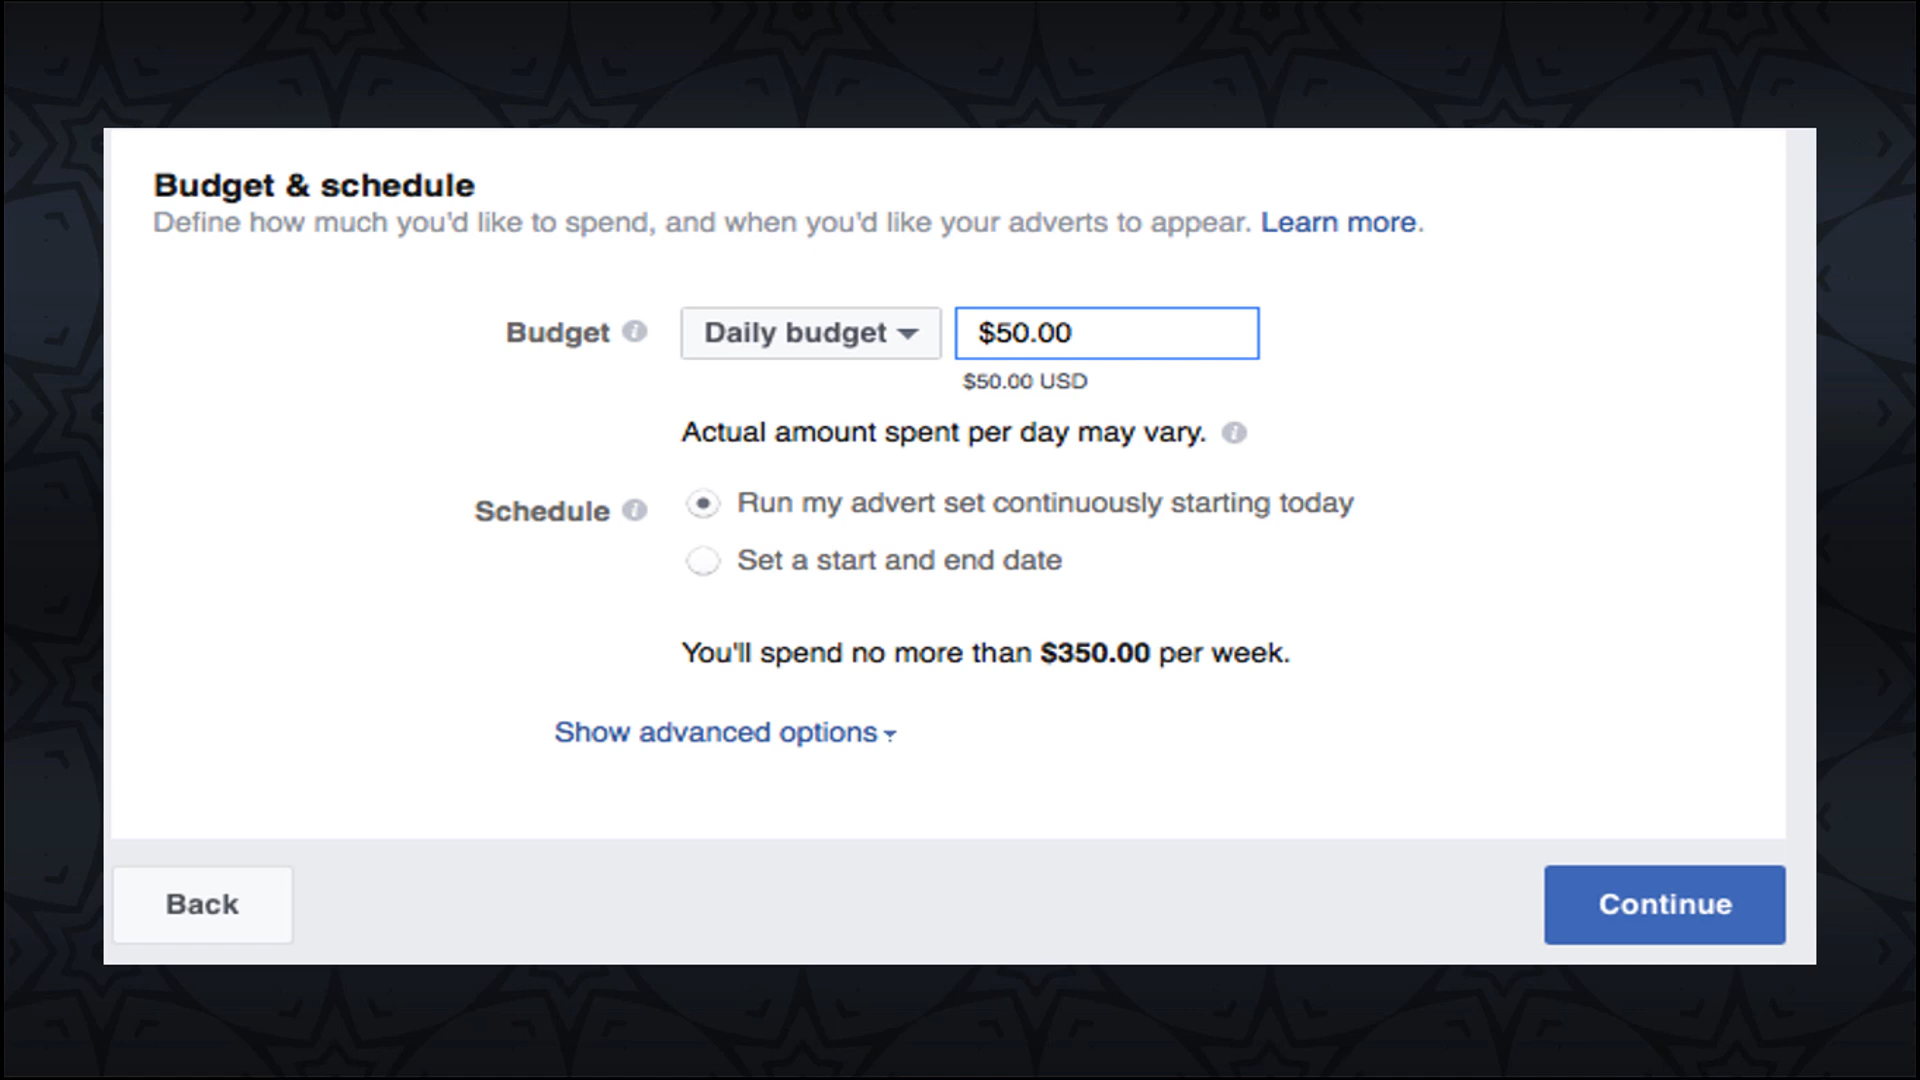 Budget & schedule
Define how much you'd like to spend, and when you'd like your adverts to appear. Learn more.
Budget Daily budget $50.00
$50.00 USD
Actual amount spent per day may vary.
Schedule Run my advert set continuously starting today
Set a start and end date
You'll spend no more than $350.00 per week.
Show advanced options
Back Continue